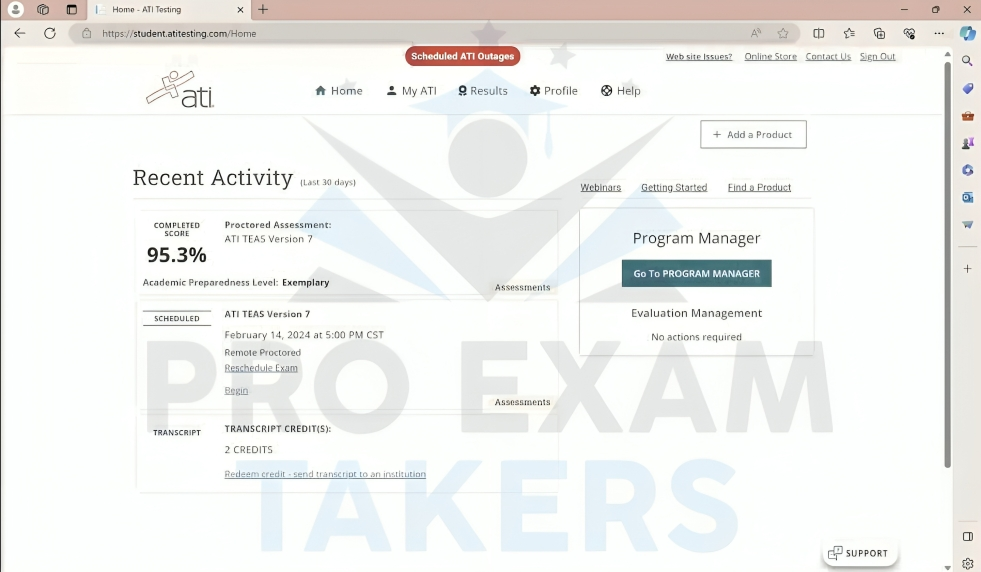 Home - ATI Testing
https://student.atitesting.com/Home
Scheduled ATI Outages
Web site Issues? Online Store Contact Us Sign Out
ati
Home My ATI Results Profile Help
+ Add a Product
Recent Activity (Last 30 days)
Webinars Getting Started Find a Product
COMPLETED
SCORE
95.3%
Proctored Assessment:
ATI TEAS Version 7
Academic Preparedness Level: Exemplary
Assessments
Program Manager
Go To PROGRAM MANAGER
Evaluation Management
No actions required
SCHEDULED
ATI TEAS Version 7
February 14, 2024 at 5:00 PM CST
Remote Proctored
Reschedule Exam
Begin
Assessments
TRANSCRIPT
TRANSCRIPT CREDIT(S):
2 CREDITS
Redeem credit - send transcript to an institution
PRO EXAM
TAKERS
SUPPORT